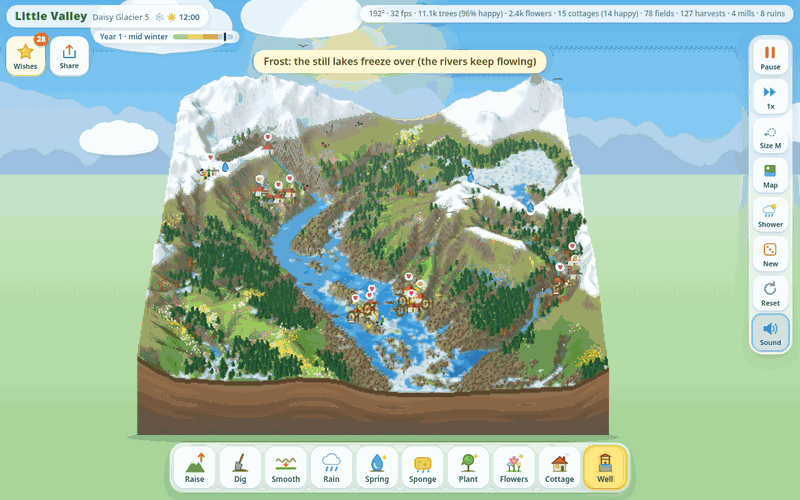 Little Valley Daisy Glacier 5 12:00
192² · 32 fps · 11.1k trees (96% happy) · 2.4k flowers · 15 cottages (14 happy) · 78 fields · 127 harvests · 4 mills · 8 ruins
Year 1 · mid winter
28
Wishes
Share
Frost: the still lakes freeze over (the rivers keep flowing)
Pause
1x
Size M
Map
Shower
New
Reset
Sound
Raise
Dig
Smooth
Rain
Spring
Sponge
Plant
Flowers
Cottage
Well